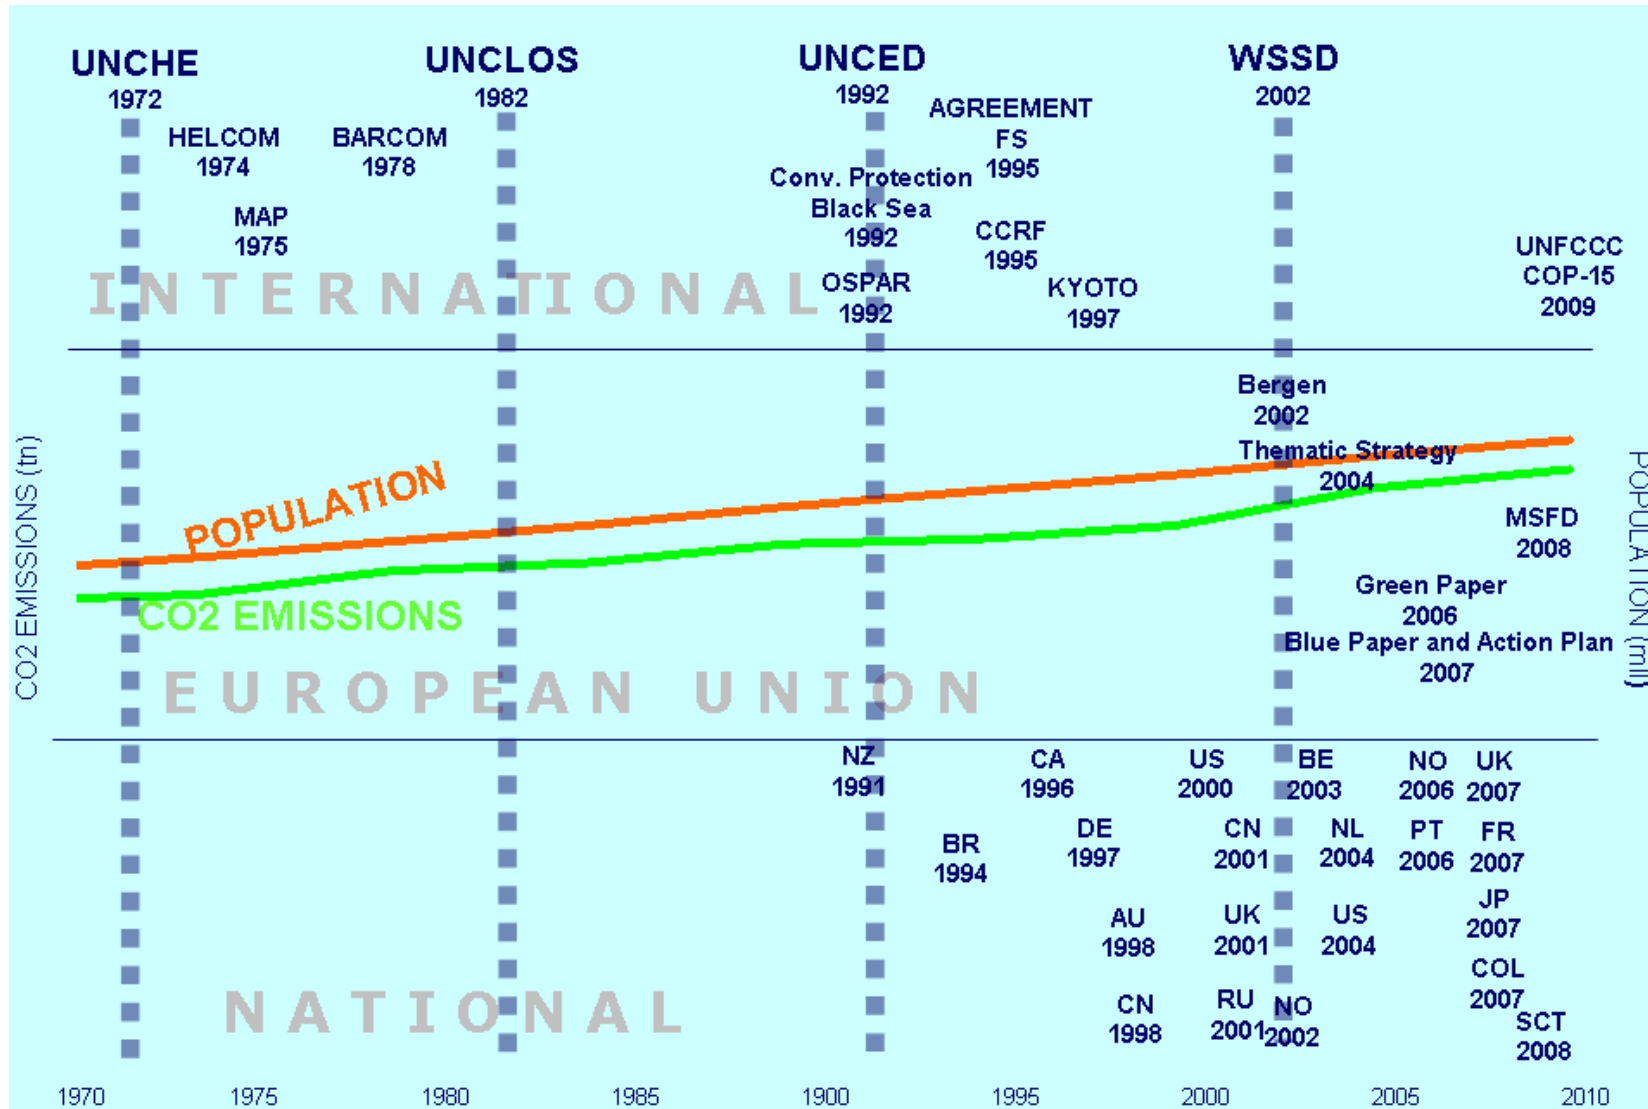 UNCHE
1972
UNCLOS
1982
UNCED
1992
WSSD
2002
HELCOM
1974
BARCOM
1978
MAP
1975
AGREEMENT
FS
1995
Conv. Protection
Black Sea
1992
CCRF
1995
OSPAR
1992
KYOTO
1997
UNFCCC
COP-15
2009
INTERNATIONAL
Bergen
2002
Thematic Strategy
2004
MSFD
2008
Green Paper
2006
Blue Paper and Action Plan
2007
POPULATION
CO2 EMISSIONS
CO2 EMISSIONS (tn)
POPULATION (mll)
EUROPEAN UNION
NZ
1991
CA
1996
US
2000
BE
2003
NO
2006
UK
2007
BR
1994
DE
1997
CN
2001
NL
2004
PT
2006
FR
2007
AU
1998
UK
2001
US
2004
JP
2007
CN
1998
RU
2001
NO
2002
COL
2007
SCT
2008
NATIONAL
1970
1975
1980
1985
1900
1995
2000
2005
2010